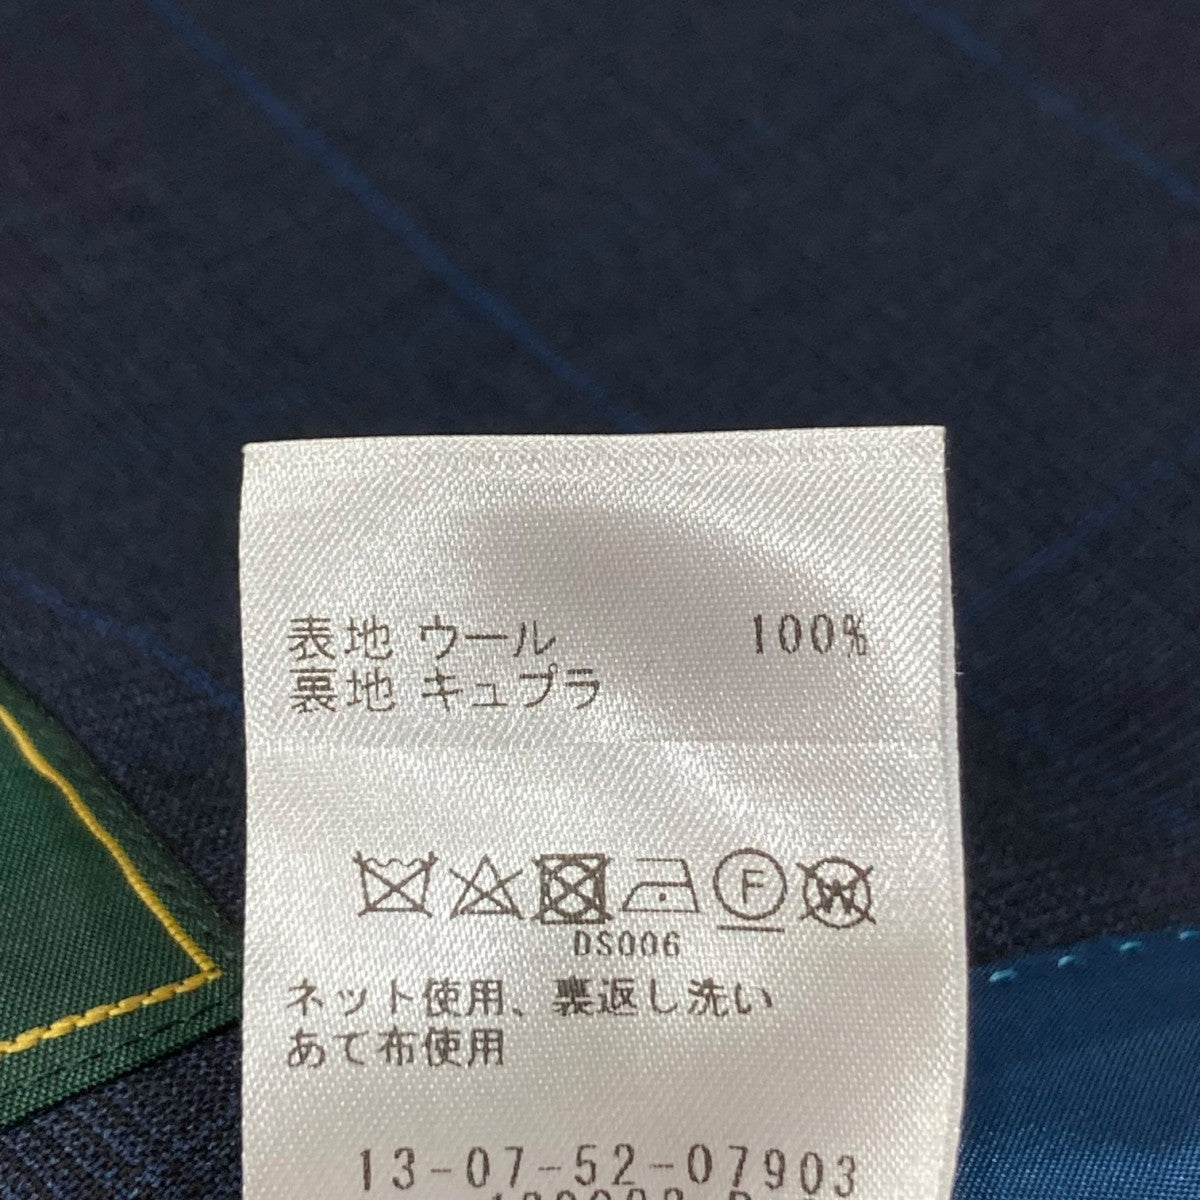 表地 ウール 100%
裏地 キュプラ
F W
DS006
ネット使用、裏返し洗い
あて布使用
13-07-52-07903